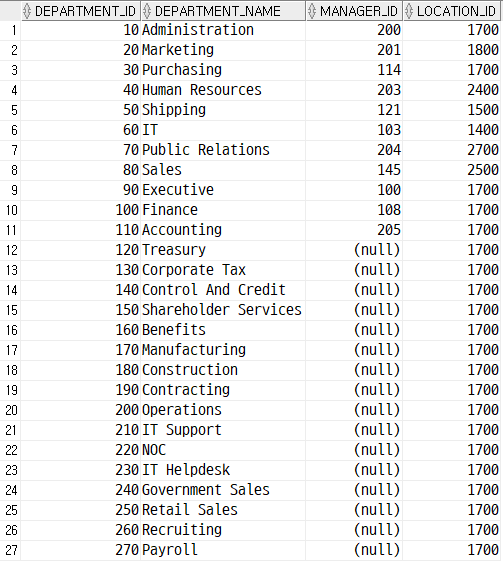 DEPARTMENT_ID DEPARTMENT_NAME MANAGER_ID LOCATION_ID
1 10 Administration 200 1700
2 20 Marketing 201 1800
3 30 Purchasing 114 1700
4 40 Human Resources 203 2400
5 50 Shipping 121 1500
6 60 IT 103 1400
7 70 Public Relations 204 2700
8 80 Sales 145 2500
9 90 Executive 100 1700
10 100 Finance 108 1700
11 110 Accounting 205 1700
12 120 Treasury (null) 1700
13 130 Corporate Tax (null) 1700
14 140 Control And Credit (null) 1700
15 150 Shareholder Services (null) 1700
16 160 Benefits (null) 1700
17 170 Manufacturing (null) 1700
18 180 Construction (null) 1700
19 190 Contracting (null) 1700
20 200 Operations (null) 1700
21 210 IT Support (null) 1700
22 220 NOC (null) 1700
23 230 IT Helpdesk (null) 1700
24 240 Government Sales (null) 1700
25 250 Retail Sales (null) 1700
26 260 Recruiting (null) 1700
27 270 Payroll (null) 1700